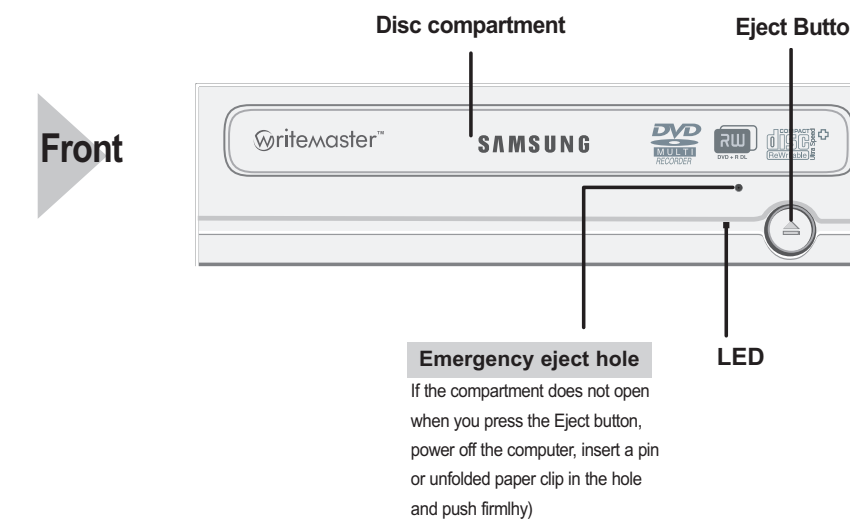 Disc compartment
Eject Butto
Front
Writemaster™
SAMSUNG
DVD
MULTI
RECORDER
RW
DVD + R DL
COMPACT
disc
ReWritable
Ultra Speed
Emergency eject hole
LED
If the compartment does not open
when you press the Eject button,
power off the computer, insert a pin
or unfolded paper clip in the hole
and push firmlhy)